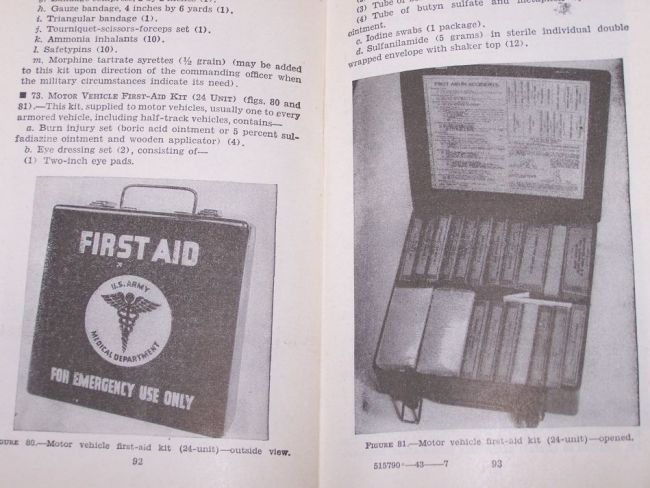 h. Gauze bandage, 4 inches by 6 yards (1).
i. Triangular bandage (1).
j. Tourniquet-scissors-forceps set (1).
k. Ammonia inhalants (10).
l. Safetypins (10).
m. Morphine tartrate syrettes (½ grain) (may be added
to this kit upon direction of the commanding officer when
the military circumstances indicate its need).
■ 73. MOTOR VEHICLE FIRST-AID KIT (24 UNIT) (figs. 80 and
81).—This kit, supplied to motor vehicles, usually one to every
armored vehicle, including half-track vehicles, contains—
a. Burn injury set (boric acid ointment or 5 percent sul-
fadiazine ointment and wooden applicator) (4).
b. Eye dressing set (2), consisting of—
(1) Two-inch eye pads.
FIRST AID
U.S. ARMY
MEDICAL DEPARTMENT
FOR EMERGENCY USE ONLY
80.—Motor vehicle first-aid kit (24-unit)—outside view.
92
(3) Tube of
(4) Tube of butyn sulfate and
ointment.
c. Iodine swabs (1 package).
d. Sulfanilamide (5 grams) in sterile individual double
wrapped envelope with shaker top (12).
FIRST AID IN ACCIDENTS
FIGURE 81.—Motor vehicle first-aid kit (24-unit)—opened.
515790°—43——7
93